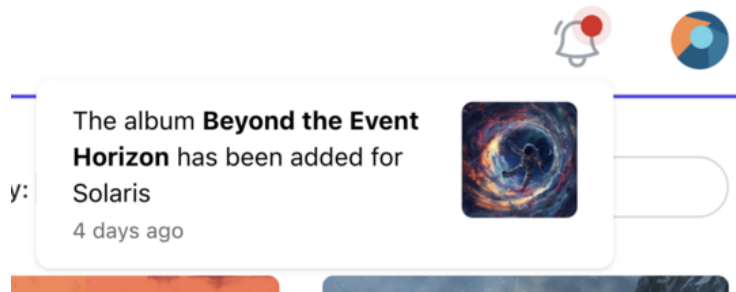 The album Beyond the Event
Horizon has been added for
Solaris
4 days ago
y: